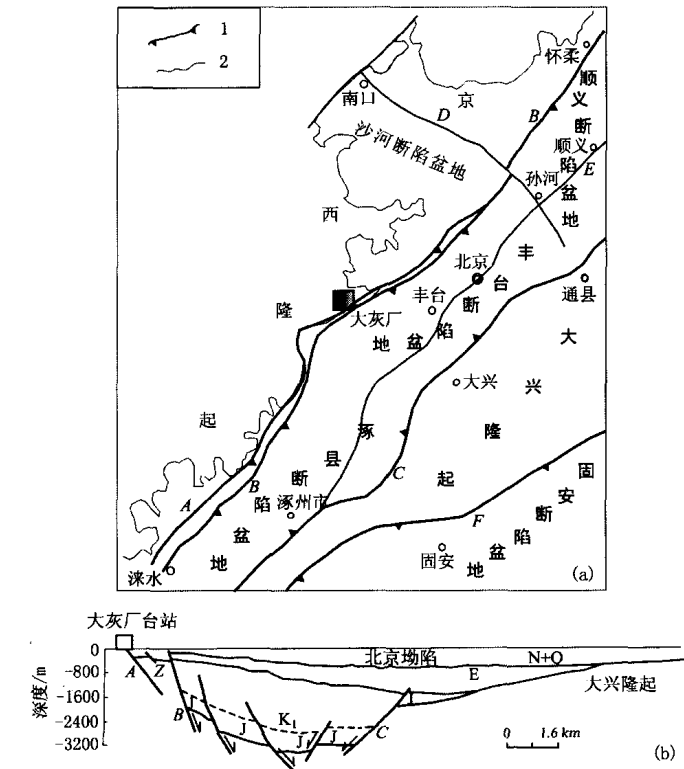 1
2
怀柔
顺义断陷盆地
南口
京
D
B
沙河断陷盆地
顺义
E
孙河
西
北京
丰台断陷盆地
通县
丰台
隆
大灰厂
大兴隆起
大兴
起
涿县断陷盆地
A
B
C
F
涿州市
固安断陷盆地
固安
涞水
(a)
大灰厂台站
0
-800
-1600
-2400
-3200
深度/m
A
Z
北京坳陷
N+Q
E
大兴隆起
J
B
K₁
J
J
J
C
0 1.6 km
(b)